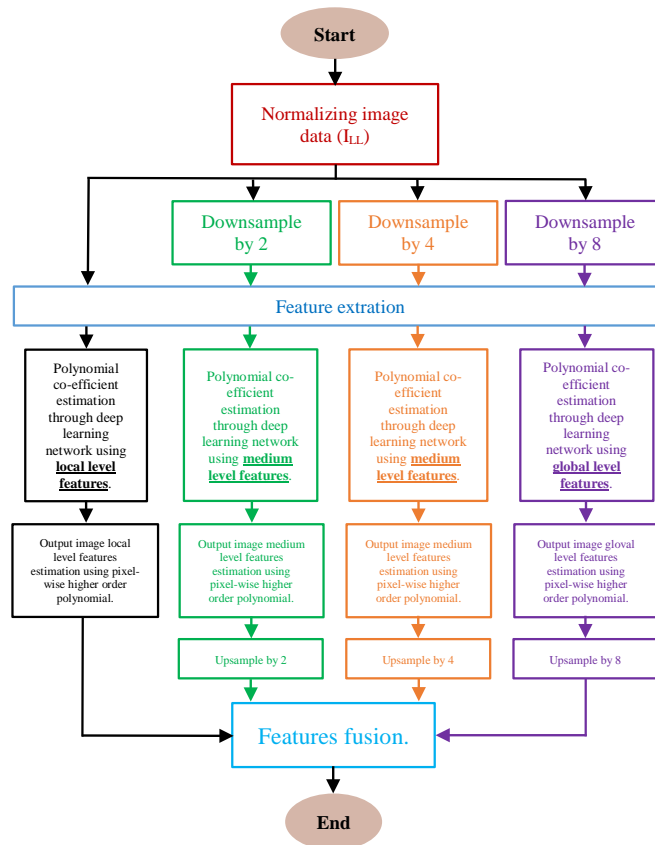 Start
Normalizing image
data (I_LL)
Downsample
by 2
Downsample
by 4
Downsample
by 8
Feature extration
Polynomial
co-efficient
estimation
through deep
learning
network using
local level
features.
Polynomial co-
efficient
estimation
through deep
learning network
using medium
level features.
Polynomial co-
efficient
estimation
through deep
learning network
using medium
level features.
Polynomial co-
efficient
estimation
through deep
learning
network using
global level
features.
Output image local
level features
estimation using pixel-
wise higher order
polynomial.
Output image medium
level features
estimation using
pixel-wise higher
order polynomial.
Output image medium
level features
estimation using
pixel-wise higher
order polynomial.
Output image gloval
level features
estimation using
pixel-wise higher
order polynomial.
Upsample by 2
Upsample by 4
Upsample by 8
Features fusion.
End